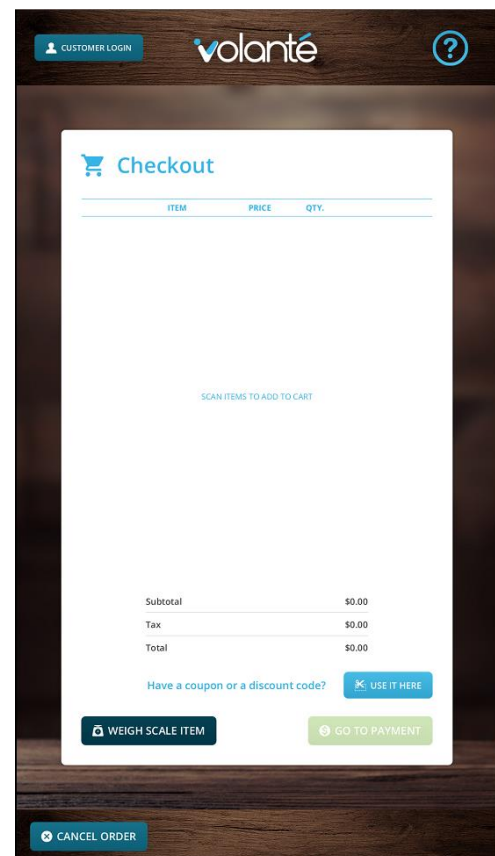 CUSTOMER LOGIN
volanté
?
Checkout
ITEM PRICE QTY.
SCAN ITEMS TO ADD TO CART
Subtotal $0.00
Tax $0.00
Total $0.00
Have a coupon or a discount code? USE IT HERE
WEIGH SCALE ITEM GO TO PAYMENT
CANCEL ORDER